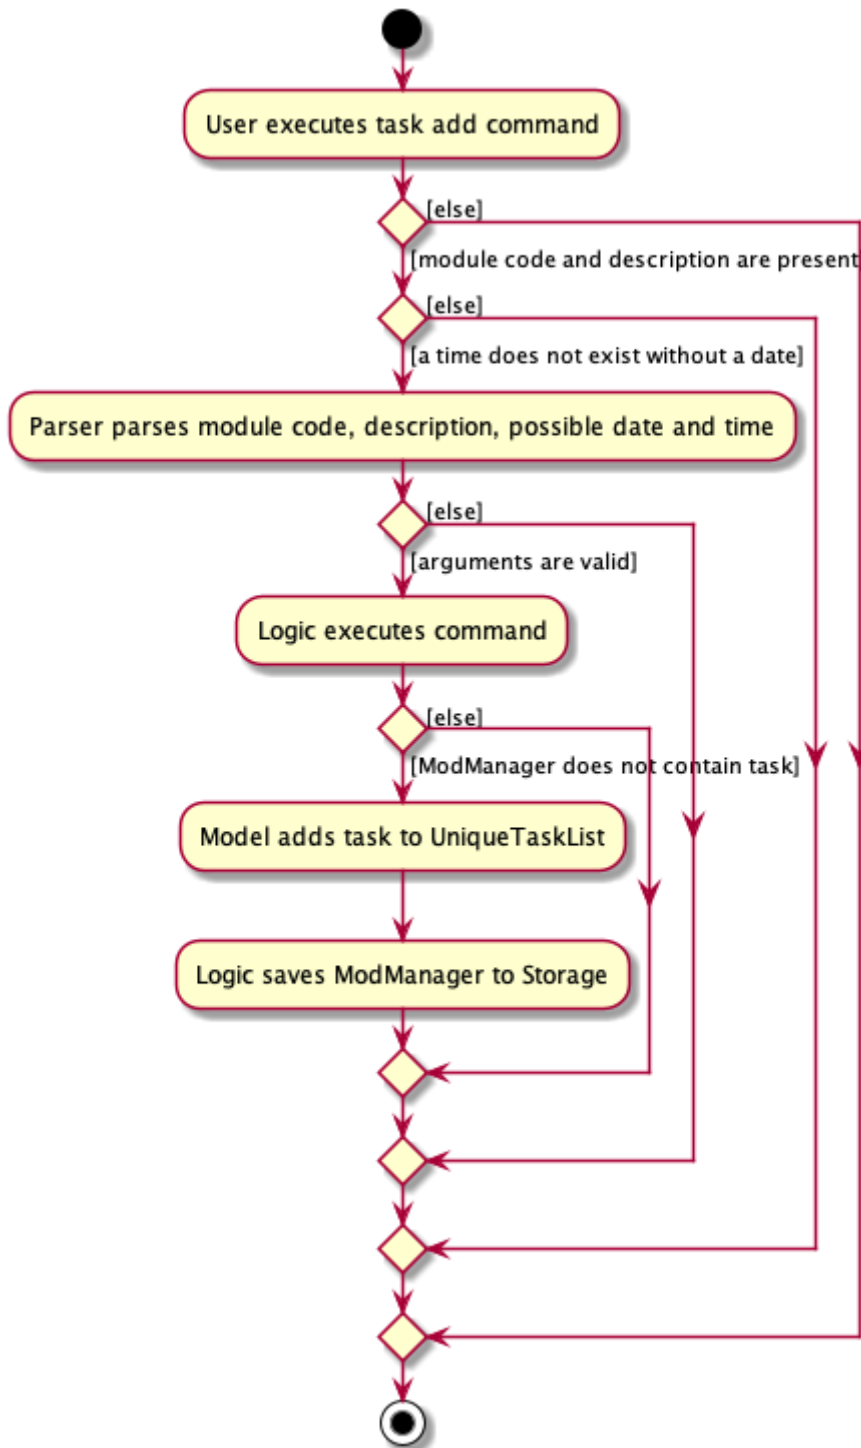 User executes task add command
[else]
[module code and description are present
[else]
[a time does not exist without a date]
Parser parses module code, description, possible date and time
[else]
[arguments are valid]
Logic executes command
[else]
[ModManager does not contain task]
Model adds task to UniqueTaskList
Logic saves ModManager to Storage